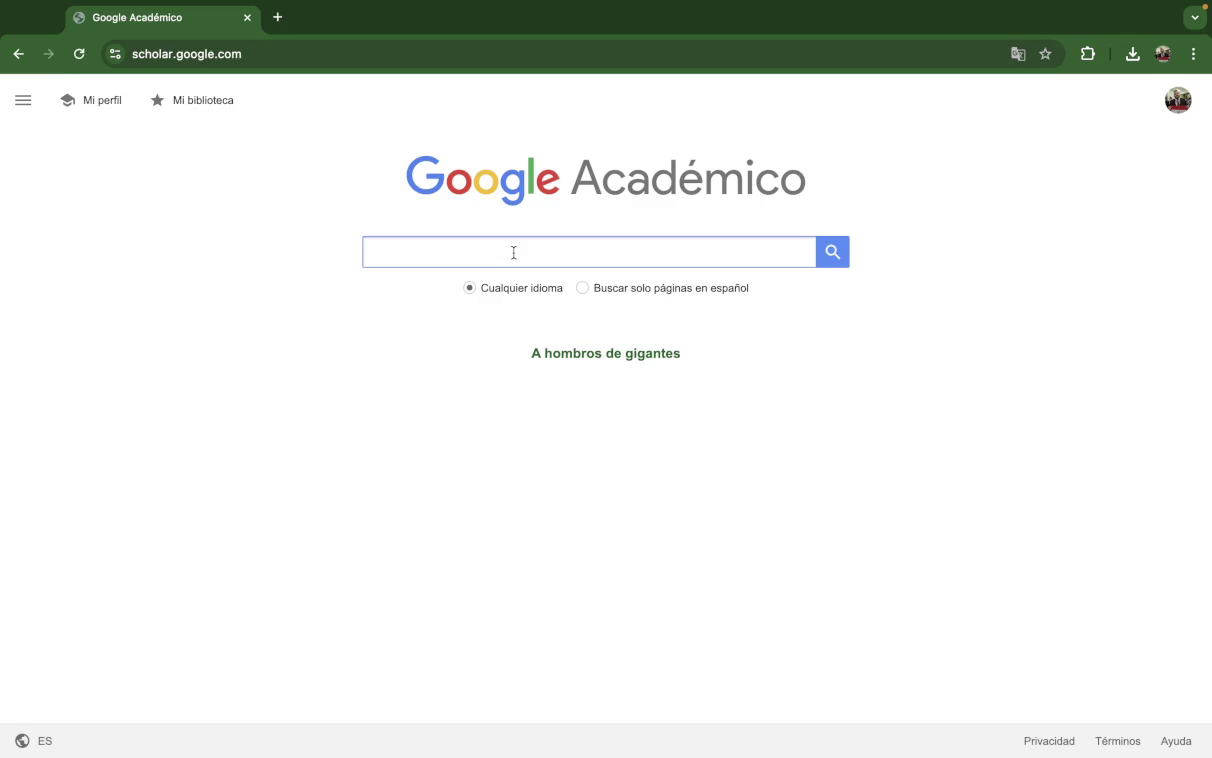 Google Académico
scholar.google.com
Mi perfil
Mi biblioteca
Google Académico
Cualquier idioma
Buscar solo páginas en español
A hombros de gigantes
ES
Privacidad
Términos
Ayuda